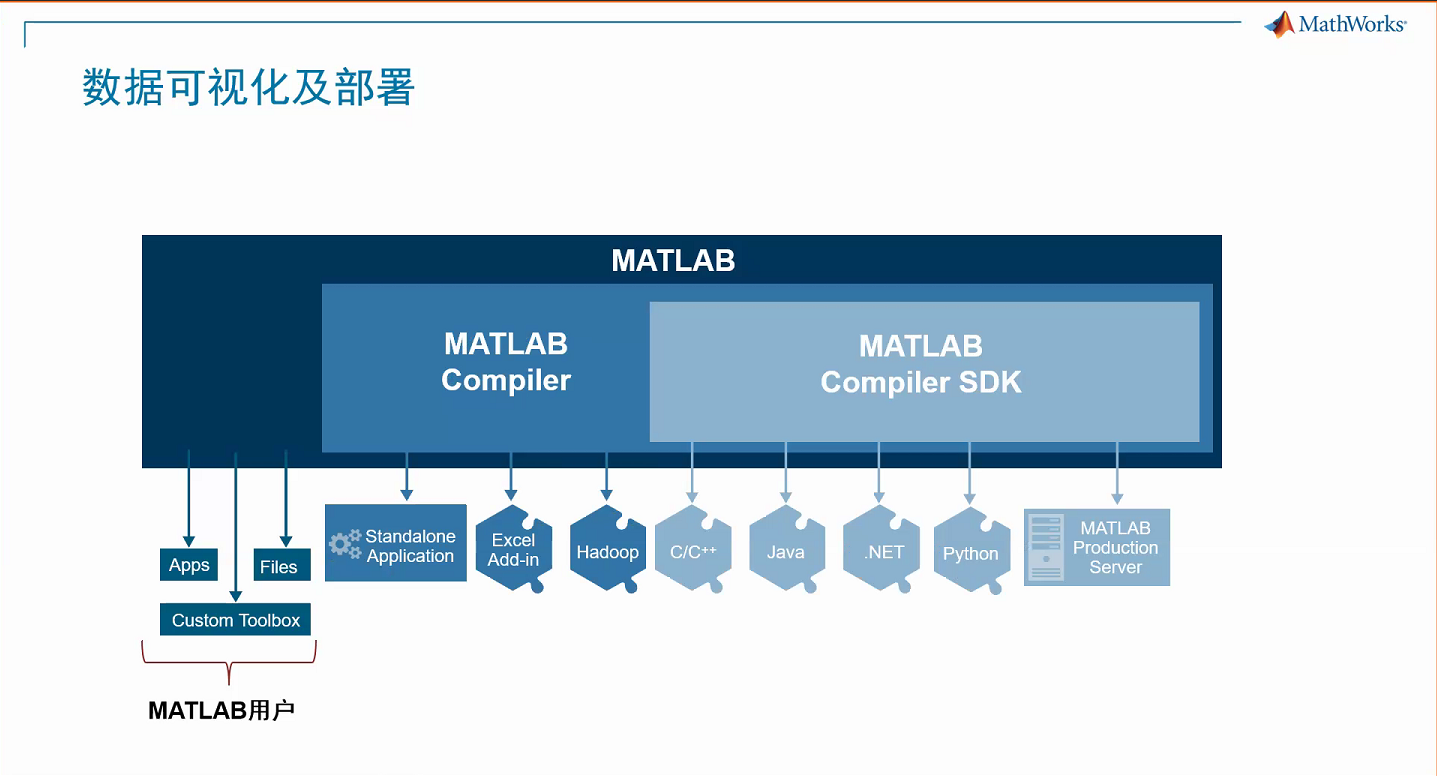 MathWorks®
数据可视化及部署
MATLAB
MATLAB
Compiler
MATLAB
Compiler SDK
Standalone
Application
Excel
Add-in
Hadoop
C/C++
Java
.NET
Python
MATLAB
Production
Server
Apps
Files
Custom Toolbox
MATLAB用户